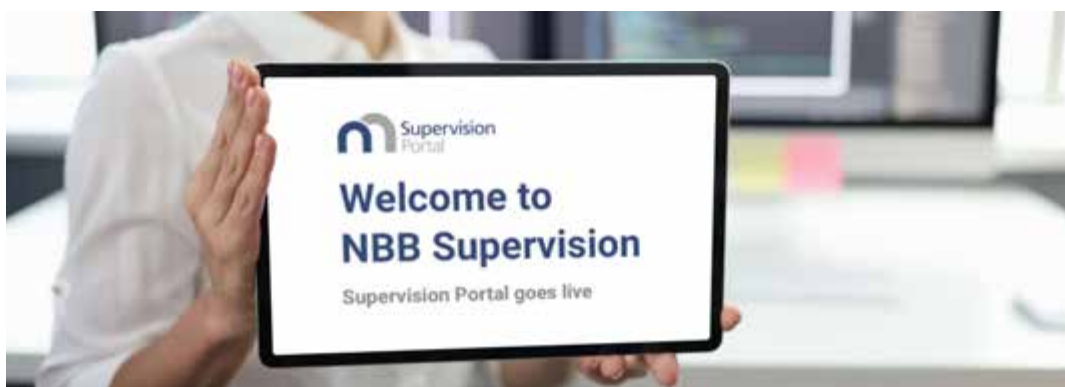 Supervision
Portal
Welcome to
NBB Supervision
Supervision Portal goes live